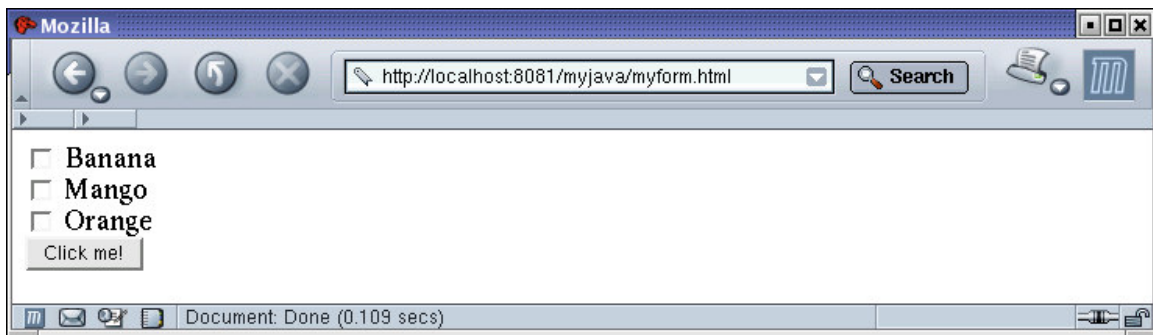 Mozilla
http://localhost:8081/myjava/myform.html Search
Banana
Mango
Orange
Click me!
Document: Done (0.109 secs)